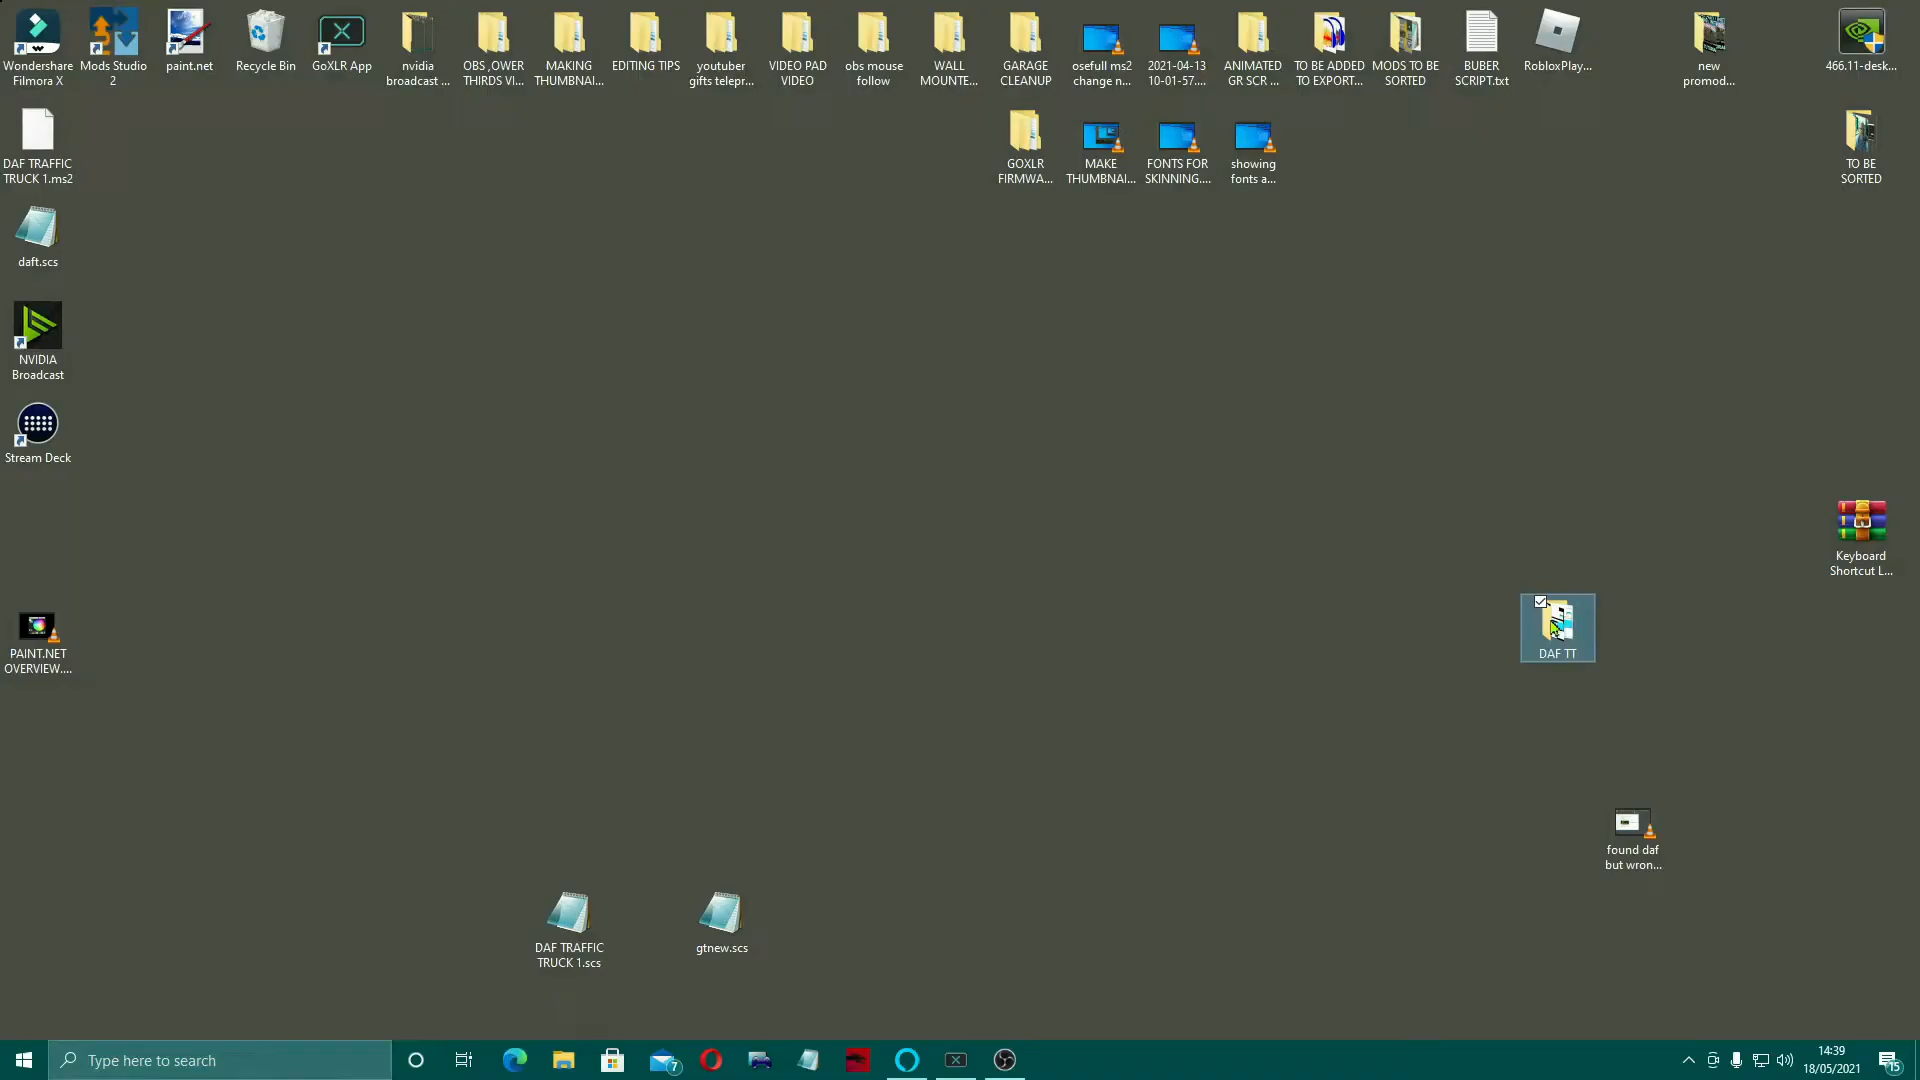 Wondershare
Filmora X
Mods Studio
2
paint.net
Recycle Bin
GoXLR App
nvidia
broadcast ...
OBS ,OWER
THIRDS VI...
MAKING
THUMBNAI...
EDITING TIPS
youtuber
gifts telepr...
VIDEO PAD
VIDEO
obs mouse
follow
WALL
MOUNTE...
GARAGE
CLEANUP
osefull ms2
change n...
2021-04-13
10-01-57....
ANIMATED
GR SCR ...
TO BE ADDED
TO EXPORT...
MODS TO BE
SORTED
BUBER
SCRIPT.txt
RobloxPlay...
new
promod...
466.11-desk...
DAF TRAFFIC
TRUCK 1.ms2
GOXLR
FIRMWA...
MAKE
THUMBNAI...
FONTS FOR
SKINNING....
showing
fonts a...
TO BE
SORTED
daft.scs
NVIDIA
Broadcast
Stream Deck
Keyboard
Shortcut L...
PAINT.NET
OVERVIEW....
DAF TT
found daf
but wron...
DAF TRAFFIC
TRUCK 1.scs
gtnew.scs
Type here to search
7
14:39
18/05/2021
15